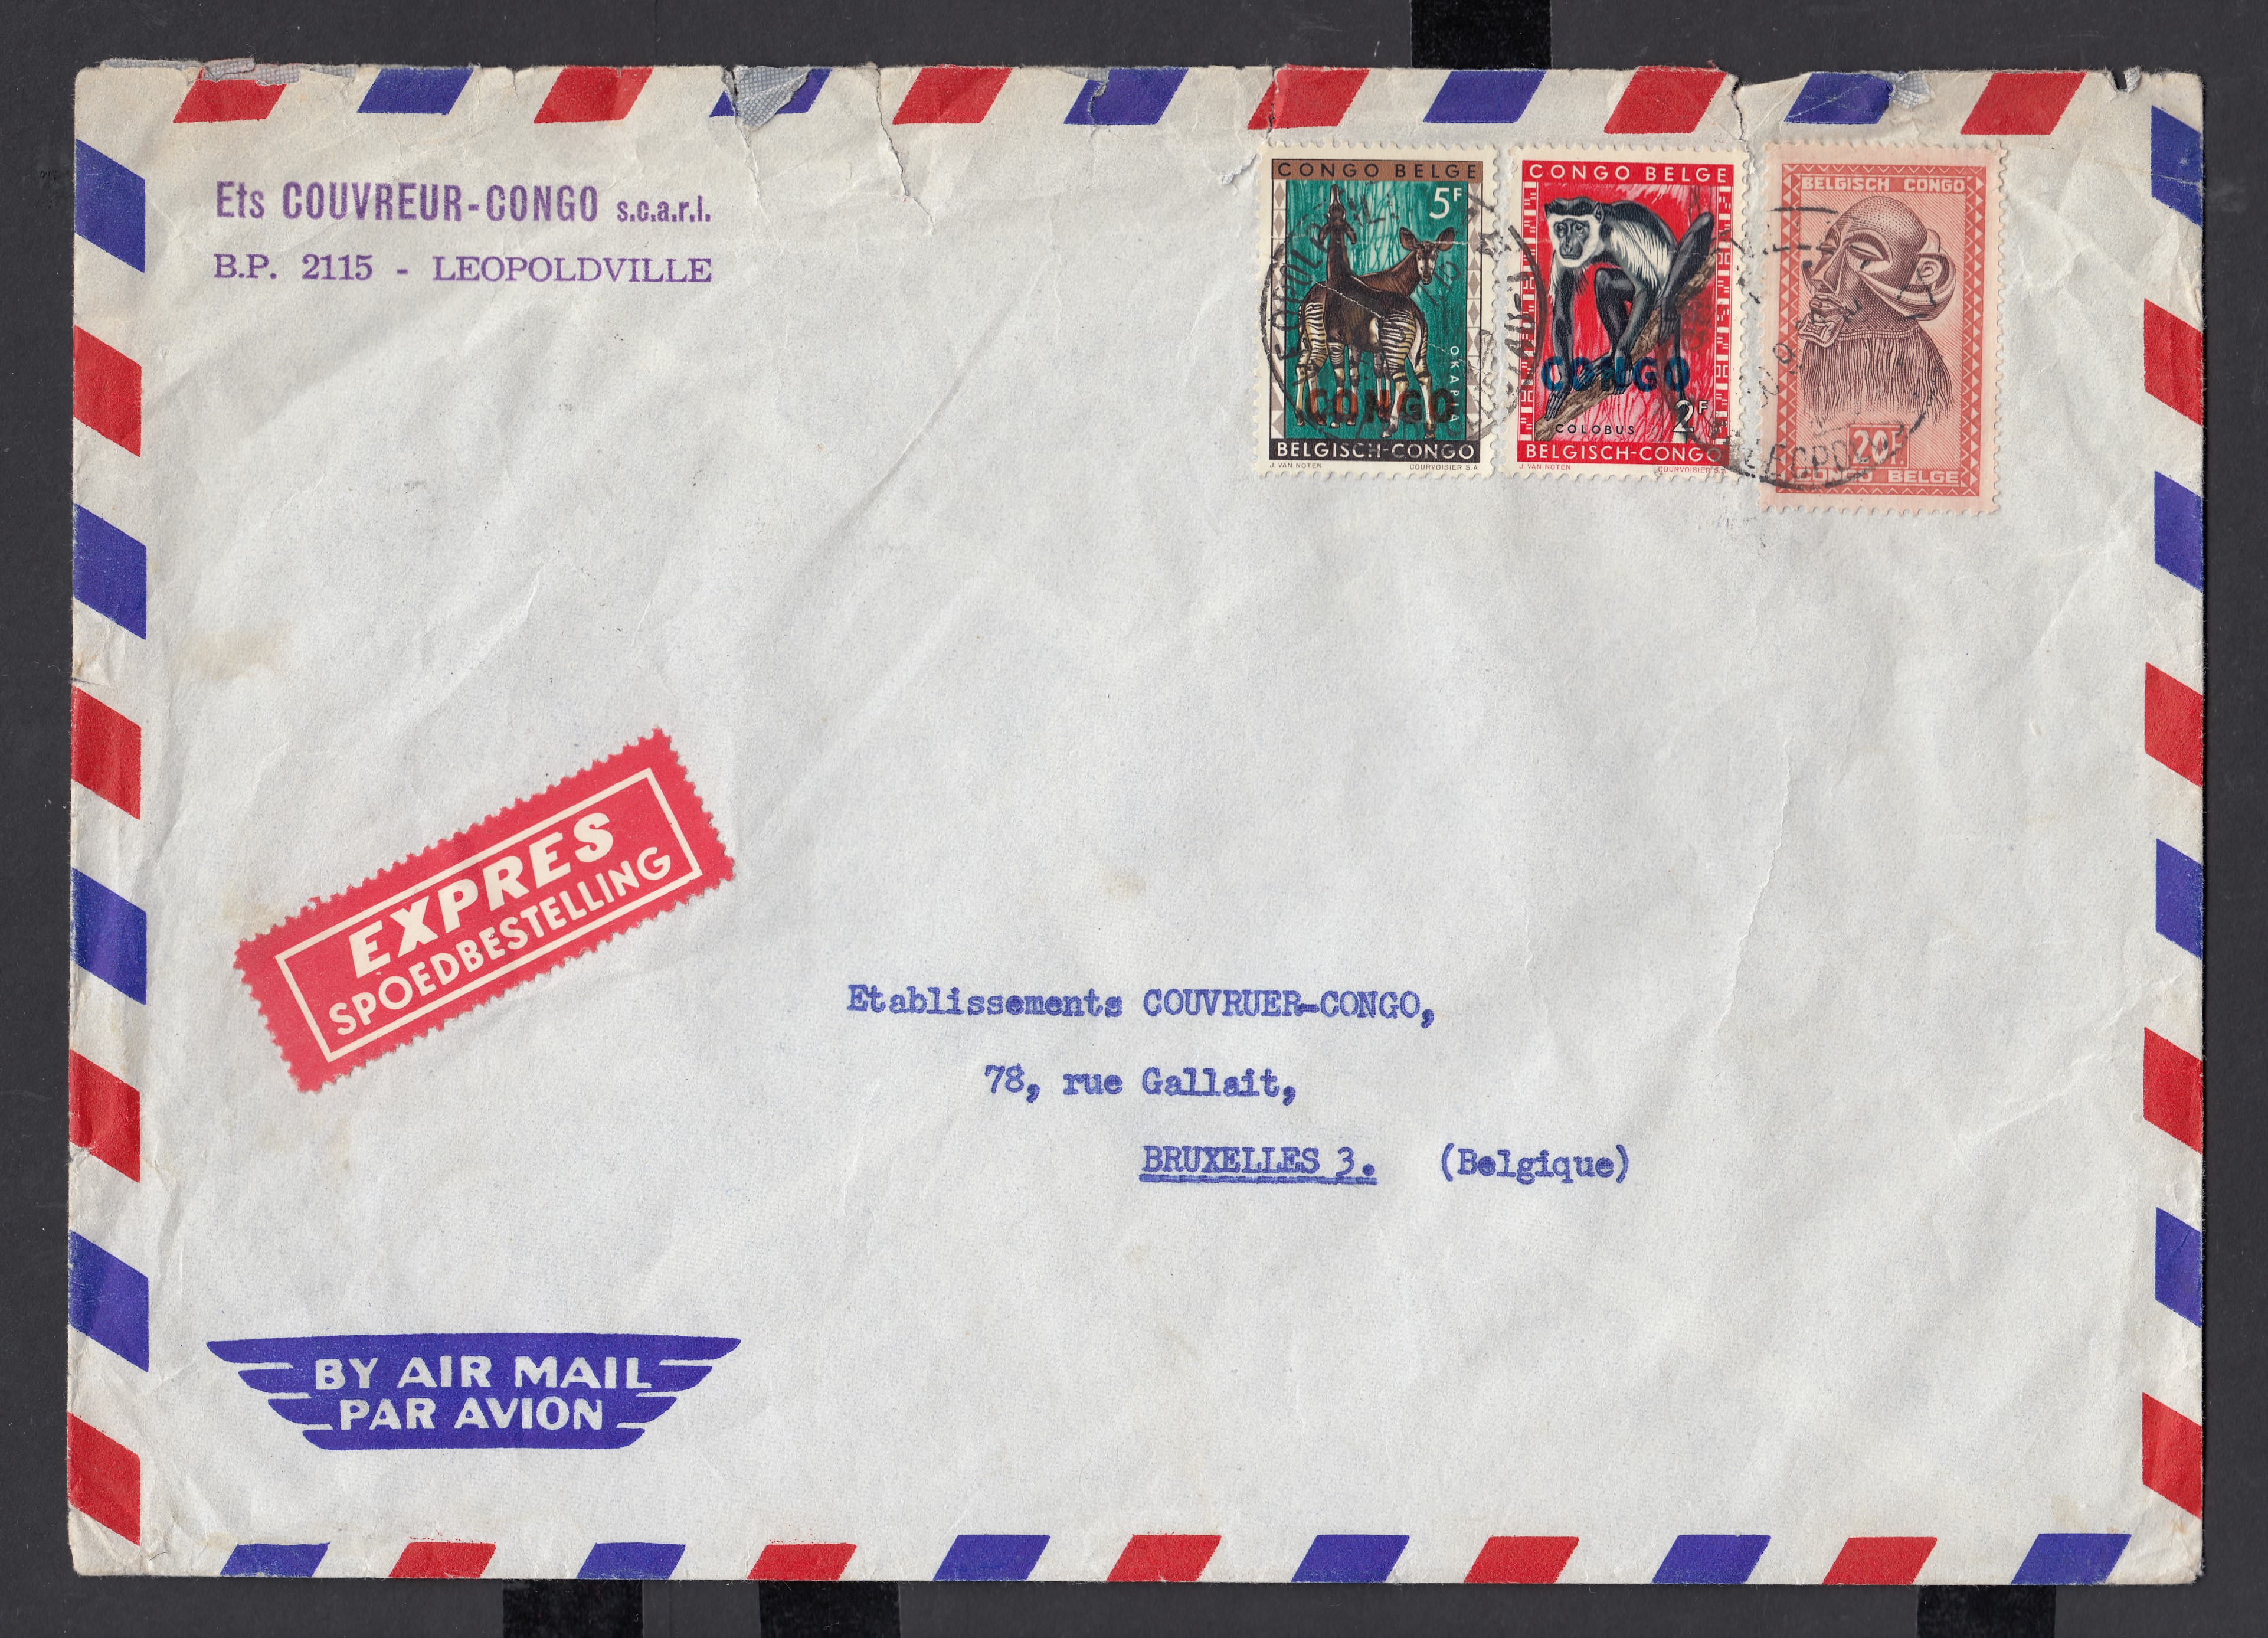 Ets COUVREUR-CONGO s.c.a.r.l.
B.P. 2115 - LEOPOLDVILLE
CONGO BELGE
5F
OKAPIA
CONGO
BELGISCH-CONGO
J. VAN NOTEN COURVOISIER S.A
CONGO BELGE
CONGO
COLOBUS 2F
BELGISCH-CONGO
J. VAN NOTEN COURVOISIER S.A
BELGISCH CONGO
20F.
CONGO BELGE
EXPRES
SPOEDBESTELLING
Etablissements COUVRUER-CONGO,
78, rue Gallait,
BRUXELLES 3. (Belgique)
BY AIR MAIL
PAR AVION